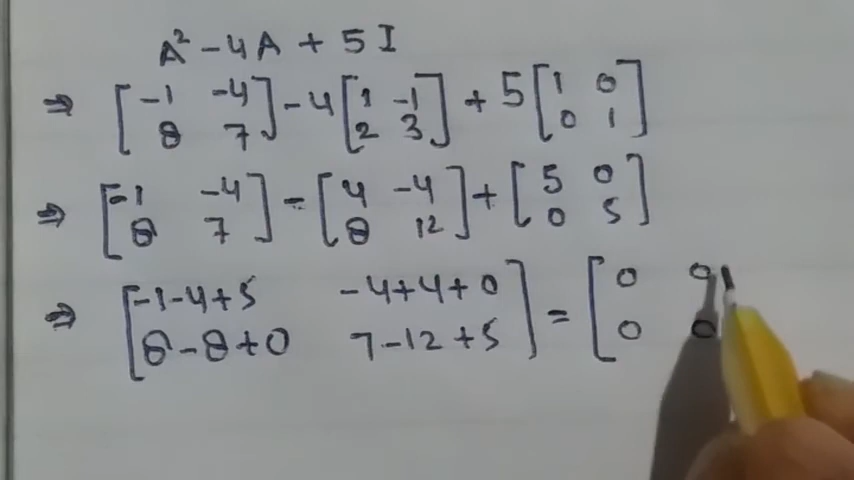 A² - 4A + 5I
⇒ [-1 -4] - 4[1 -1] + 5[1 0]
[8 7] [2 3] [0 1]
⇒ [-1 -4] - [4 -4] + [5 0]
[8 7] [8 12] [0 5]
⇒ [-1-4+5 -4+4+0] = [0 0
[8-8+0 7-12+5] [0 0